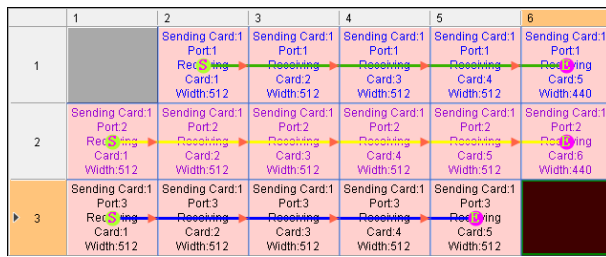 1 2 3 4 5 6
Sending Card:1 Sending Card:1 Sending Card:1 Sending Card:1 Sending Card:1
Port:1 Port:1 Port:1 Port:1 Port:1
1 Receiving S Receiving Receiving Receiving Receiving E
Card:1 Card:2 Card:3 Card:4 Card:5
Width:512 Width:512 Width:512 Width:512 Width:440
Sending Card:1 Sending Card:1 Sending Card:1 Sending Card:1 Sending Card:1 Sending Card:1
Port:2 Port:2 Port:2 Port:2 Port:2 Port:2
2 Receiving S Receiving Receiving Receiving Receiving Receiving E
Card:1 Card:2 Card:3 Card:4 Card:5 Card:6
Width:512 Width:512 Width:512 Width:512 Width:512 Width:440
Sending Card:1 Sending Card:1 Sending Card:1 Sending Card:1 Sending Card:1
Port:3 Port:3 Port:3 Port:3 Port:3
3 Receiving S Receiving Receiving Receiving Receiving E
Card:1 Card:2 Card:3 Card:4 Card:5
Width:512 Width:512 Width:512 Width:512 Width:512